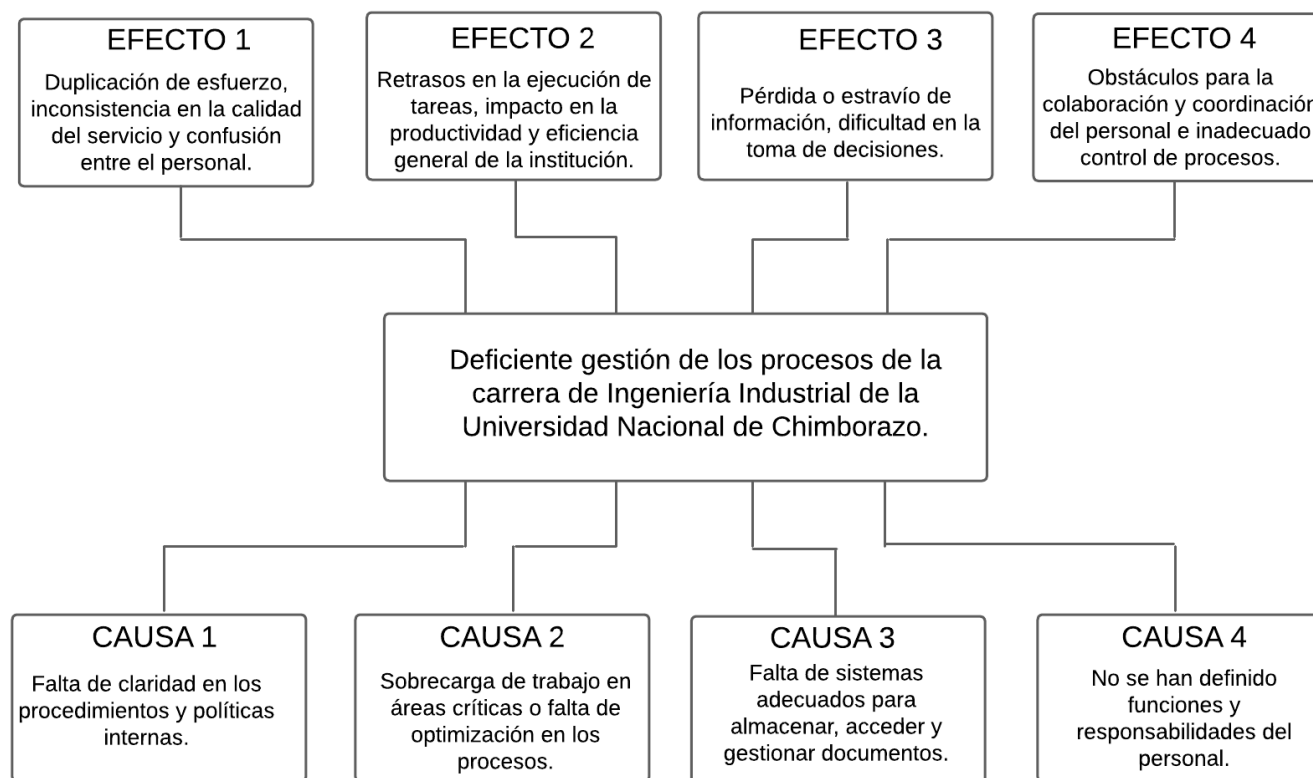 EFECTO 1
Duplicación de esfuerzo,
inconsistencia en la calidad
del servicio y confusión
entre el personal.
EFECTO 2
Retrasos en la ejecución de
tareas, impacto en la
productividad y eficiencia
general de la institución.
EFECTO 3
Pérdida o estravío de
información, dificultad en la
toma de decisiones.
EFECTO 4
Obstáculos para la
colaboración y coordinación
del personal e inadecuado
control de procesos.
Deficiente gestión de los procesos de la
carrera de Ingeniería Industrial de la
Universidad Nacional de Chimborazo.
CAUSA 1
Falta de claridad en los
procedimientos y políticas
internas.
CAUSA 2
Sobrecarga de trabajo en
áreas críticas o falta de
optimización en los
procesos.
CAUSA 3
Falta de sistemas
adecuados para
almacenar, acceder y
gestionar documentos.
CAUSA 4
No se han definido
funciones y
responsabilidades del
personal.